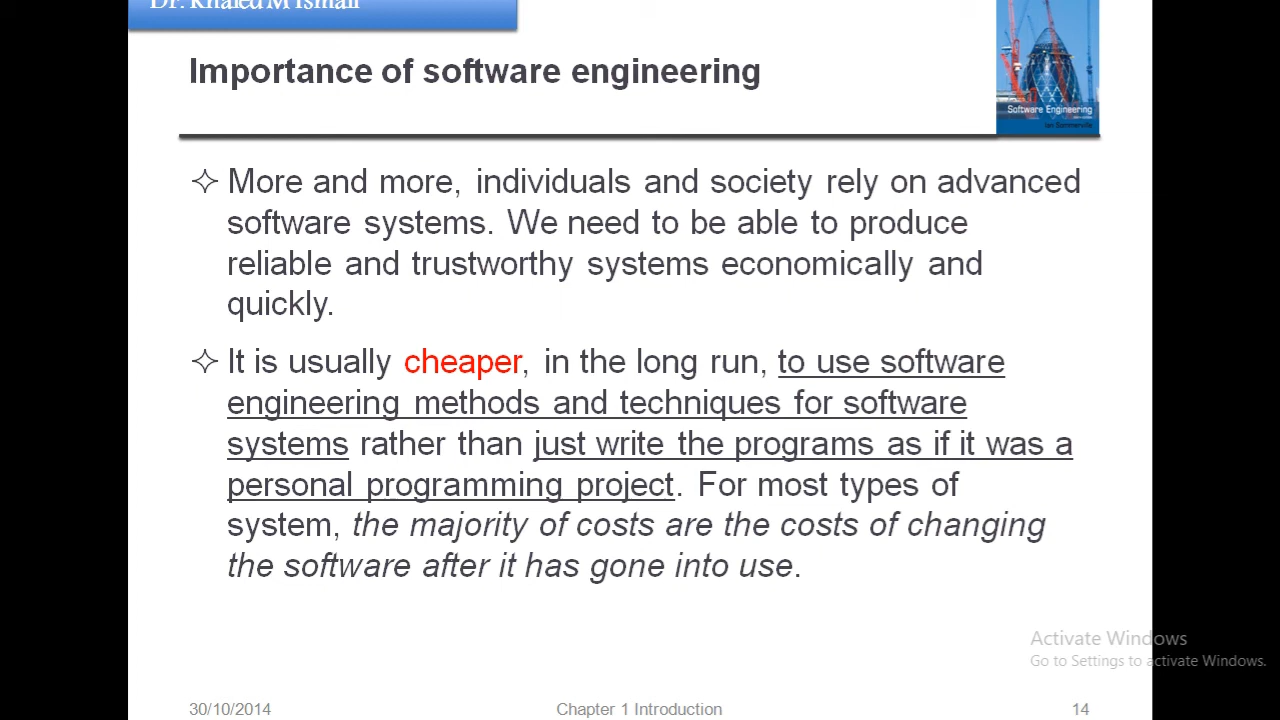 Dr. Khaled M Ismail
Importance of software engineering
Software Engineering
Ian Sommerville
✧ More and more, individuals and society rely on advanced
software systems. We need to be able to produce
reliable and trustworthy systems economically and
quickly.
✧ It is usually cheaper, in the long run, to use software
engineering methods and techniques for software
systems rather than just write the programs as if it was a
personal programming project. For most types of
system, the majority of costs are the costs of changing
the software after it has gone into use.
Activate Windows
Go to Settings to activate Windows.
30/10/2014
Chapter 1 Introduction
14